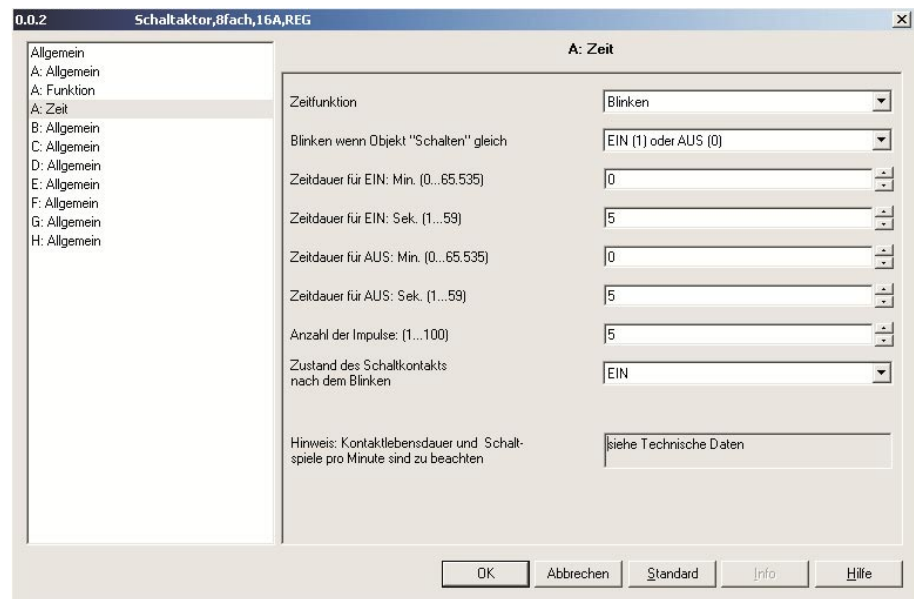 0.0.2 Schaltaktor,8fach,16A,REG
Allgemein
A: Allgemein
A: Funktion
A: Zeit
B: Allgemein
C: Allgemein
D: Allgemein
E: Allgemein
F: Allgemein
G: Allgemein
H: Allgemein
A: Zeit
Zeitfunktion
Blinken
Blinken wenn Objekt "Schalten" gleich
EIN (1) oder AUS (0)
Zeitdauer für EIN: Min. (0...65.535)
0
Zeitdauer für EIN: Sek. (1...59)
5
Zeitdauer für AUS: Min. (0...65.535)
0
Zeitdauer für AUS: Sek. (1...59)
5
Anzahl der Impulse: (1...100)
5
Zustand des Schaltkontakts
nach dem Blinken
EIN
Hinweis: Kontaktlebensdauer und Schalt-
spiele pro Minute sind zu beachten
siehe Technische Daten
OK Abbrechen Standard Info Hilfe